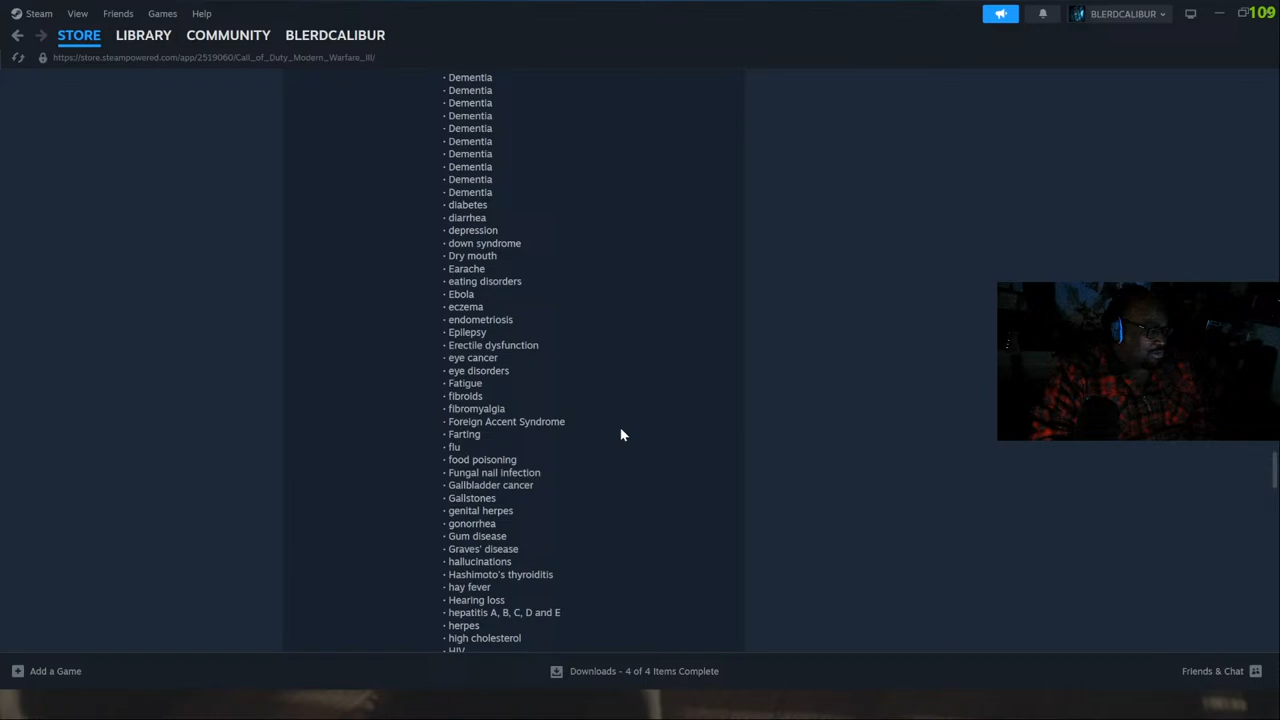 Steam View Friends Games Help
BLERDCALIBUR
109
STORE LIBRARY COMMUNITY BLERDCALIBUR
https://store.steampowered.com/app/2519060/Call_of_Duty_Modern_Warfare_III/
· Dementia
· Dementia
· Dementia
· Dementia
· Dementia
· Dementia
· Dementia
· Dementia
· Dementia
· Dementia
· diabetes
· diarrhea
· depression
· down syndrome
· Dry mouth
· Earache
· eating disorders
· Ebola
· eczema
· endometriosis
· Epilepsy
· Erectile dysfunction
· eye cancer
· eye disorders
· Fatigue
· fibroids
· fibromyalgia
· Foreign Accent Syndrome
· Farting
· flu
· food poisoning
· Fungal nail infection
· Gallbladder cancer
· Gallstones
· genital herpes
· gonorrhea
· Gum disease
· Graves' disease
· hallucinations
· Hashimoto's thyroiditis
· hay fever
· Hearing loss
· hepatitis A, B, C, D and E
· herpes
· high cholesterol
· HIV
Add a Game
Downloads - 4 of 4 Items Complete
Friends & Chat